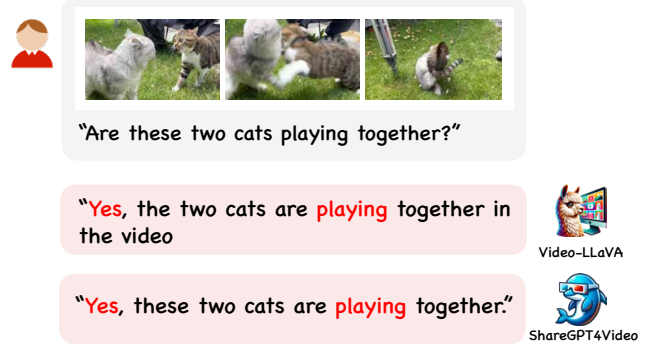 “Are these two cats playing together?”
“Yes, the two cats are playing together in
the video
Video-LLaVA
“Yes, these two cats are playing together.”
ShareGPT4Video